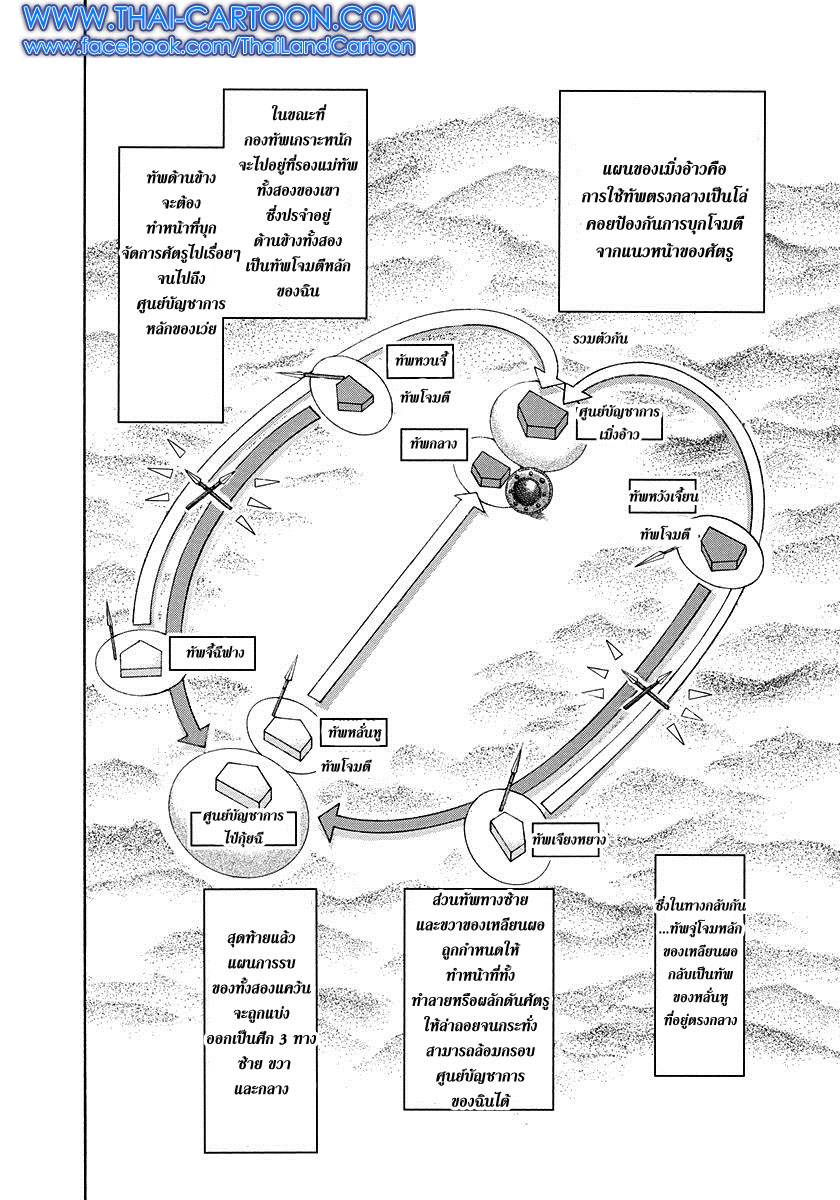 WWW.THAI-CARTOON.COM
www.facebook.com/ThaiLandCartoon
แผนของเมิ่งอ้าวคือ
การใช้ทัพตรงกลางเป็นโล่
คอยป้องกันการบุกโจมตี
จากแนวหน้าของศัตรู
ในขณะที่
กองทัพเกราะหนัก
จะไปอยู่ที่รองแม่ทัพ
ทั้งสองของเขา
ซึ่งประจำอยู่
ด้านข้างทั้งสอง
เป็นทัพโจมตีหลัก
ของฉิน
ทัพด้านข้าง
จะต้อง
ทำหน้าที่บุก
จัดการศัตรูไปเรื่อยๆ
จนไปถึง
ศูนย์บัญชาการ
หลักของเว่ย
รวมตัวกัน
ทัพหวนจี้
ทัพโจมตี
ศูนย์บัญชาการ
เมิ่งอ้าว
ทัพกลาง
ทัพหวังเจี้ยน
ทัพโจมตี
ทัพจี้ฉีฟาง
ทัพหลั่นหู
ทัพโจมตี
ศูนย์บัญชาการ
ไป๋กุ้ยฉี
ทัพเจียงหยาง
ซึ่งในทางกลับกัน
...ทัพจู่โจมหลัก
ของเหลียนผอ
กลับเป็นทัพ
ของหลั่นหู
ที่อยู่ตรงกลาง
ส่วนทัพทางซ้าย
และขวาของเหลียนผอ
ถูกกำหนดให้
ทำหน้าที่ทั้ง
ทำลายหรือผลักดันศัตรู
ให้ล่าถอยจนกระทั่ง
สามารถล้อมกรอบ
ศูนย์บัญชาการ
ของฉินได้
สุดท้ายแล้ว
แผนการรบ
ของทั้งสองแคว้น
จะถูกแบ่ง
ออกเป็นศึก 3 ทาง
ซ้าย ขวา
และกลาง